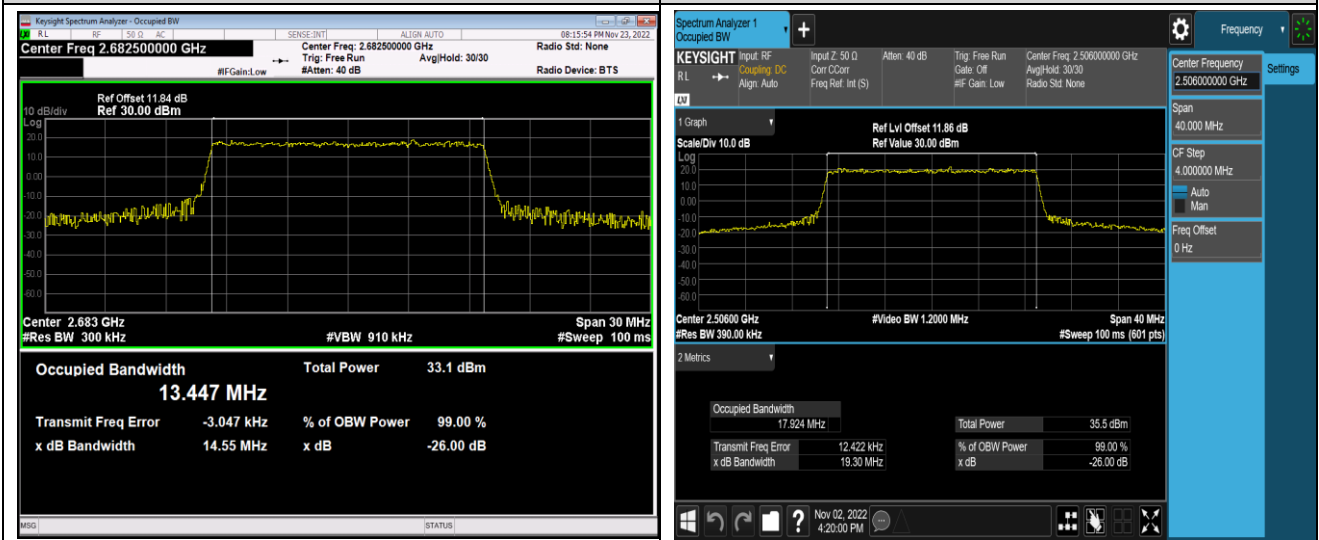 Keysight Spectrum Analyzer - Occupied BW
RL RF 50 Ω AC SENSE:INT ALIGN AUTO 08:15:54 PM Nov 23, 2022
Center Freq 2.682500000 GHz Center Freq: 2.682500000 GHz Radio Std: None
Trig: Free Run Avg|Hold: 30/30
#IFGain:Low #Atten: 40 dB Radio Device: BTS
Ref Offset 11.84 dB
10 dB/div Ref 30.00 dBm
Log
20.0
10.0
0.00
-10.0
-20.0
-30.0
-40.0
-50.0
-60.0
Center 2.683 GHz Span 30 MHz
#Res BW 300 kHz #VBW 910 kHz #Sweep 100 ms
Occupied Bandwidth Total Power 33.1 dBm
13.447 MHz
Transmit Freq Error -3.047 kHz % of OBW Power 99.00 %
x dB Bandwidth 14.55 MHz x dB -26.00 dB
MSG STATUS
Spectrum Analyzer 1
Occupied BW
+
Frequency
KEYSIGHT Input: RF Input Z: 50 Ω Atten: 40 dB Trig: Free Run Center Freq: 2.506000000 GHz
RL Coupling: DC Corr CCorr Gate: Off Avg|Hold: 30/30
Align: Auto Freq Ref: Int (S) #IF Gain: Low Radio Std: None
Center Frequency
2.506000000 GHz
Settings
Span
40.000 MHz
CF Step
4.000000 MHz
Auto
Man
Freq Offset
0 Hz
1 Graph
Ref Lvl Offset 11.86 dB
Scale/Div 10.0 dB Ref Value 30.00 dBm
Log
20.0
10.0
0.00
-10.0
-20.0
-30.0
-40.0
-50.0
-60.0
Center 2.50600 GHz #Video BW 1.2000 MHz Span 40 MHz
#Res BW 390.00 kHz #Sweep 100 ms (601 pts)
2 Metrics
Occupied Bandwidth
17.924 MHz Total Power 35.5 dBm
Transmit Freq Error 12.422 kHz % of OBW Power 99.00 %
x dB Bandwidth 19.30 MHz x dB -26.00 dB
? Nov 02, 2022
4:20:00 PM